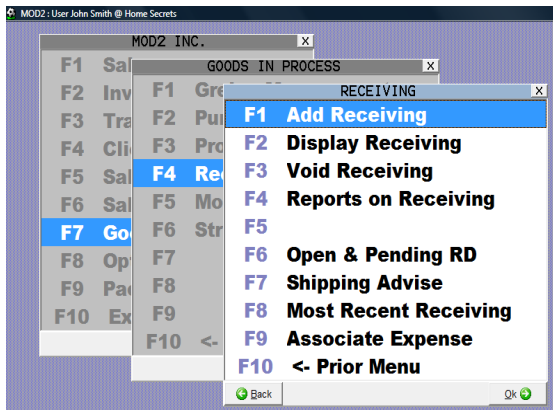 MOD2 : User John Smith @ Home Secrets
MOD2 INC. X
F1
F2
F3
F4
F5
F6
F7
F8
F9
F10
GOODS IN PROCESS X
F1
F2
F3
F4
F5
F6
F7
F8
F9
F10 <-
RECEIVING X
F1 Add Receiving
F2 Display Receiving
F3 Void Receiving
F4 Reports on Receiving
F5
F6 Open & Pending RD
F7 Shipping Advise
F8 Most Recent Receiving
F9 Associate Expense
F10 <- Prior Menu
Back Ok